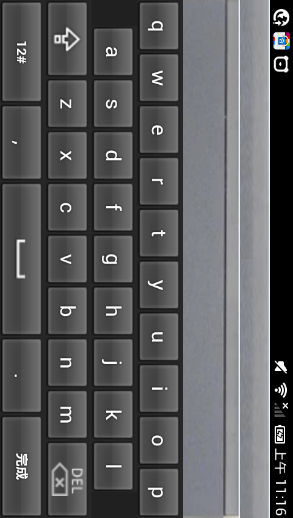 上午 11:16
q w e r t y u i o p
a s d f g h j k l
z x c v b n m DEL
12# , . 完成